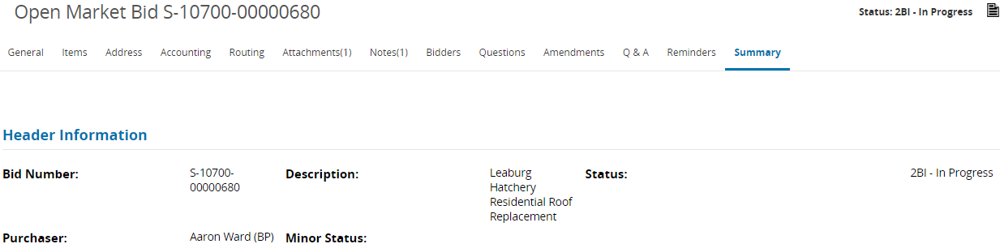 Open Market Bid S-10700-00000680
Status: 2BI - In Progress
General Items Address Accounting Routing Attachments(1) Notes(1) Bidders Questions Amendments Q & A Reminders Summary
Header Information
Bid Number:
S-10700-
00000680
Description:
Leaburg
Hatchery
Residential Roof
Replacement
Status:
2BI - In Progress
Purchaser:
Aaron Ward (BP)
Minor Status: